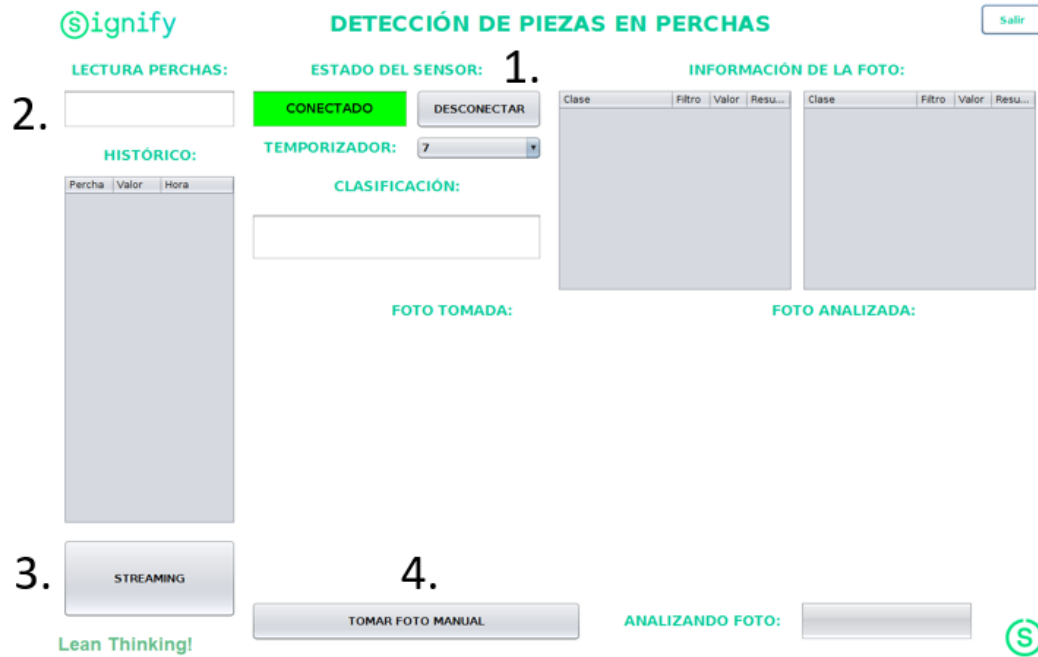 Signify
DETECCIÓN DE PIEZAS EN PERCHAS
Salir
LECTURA PERCHAS:
ESTADO DEL SENSOR:
1.
INFORMACIÓN DE LA FOTO:
2.
CONECTADO
DESCONECTAR
Clase Filtro Valor Resu...
Clase Filtro Valor Resu...
HISTÓRICO:
TEMPORIZADOR:
7
Percha Valor Hora
CLASIFICACIÓN:
FOTO TOMADA:
FOTO ANALIZADA:
3.
STREAMING
4.
TOMAR FOTO MANUAL
ANALIZANDO FOTO:
Lean Thinking!
S